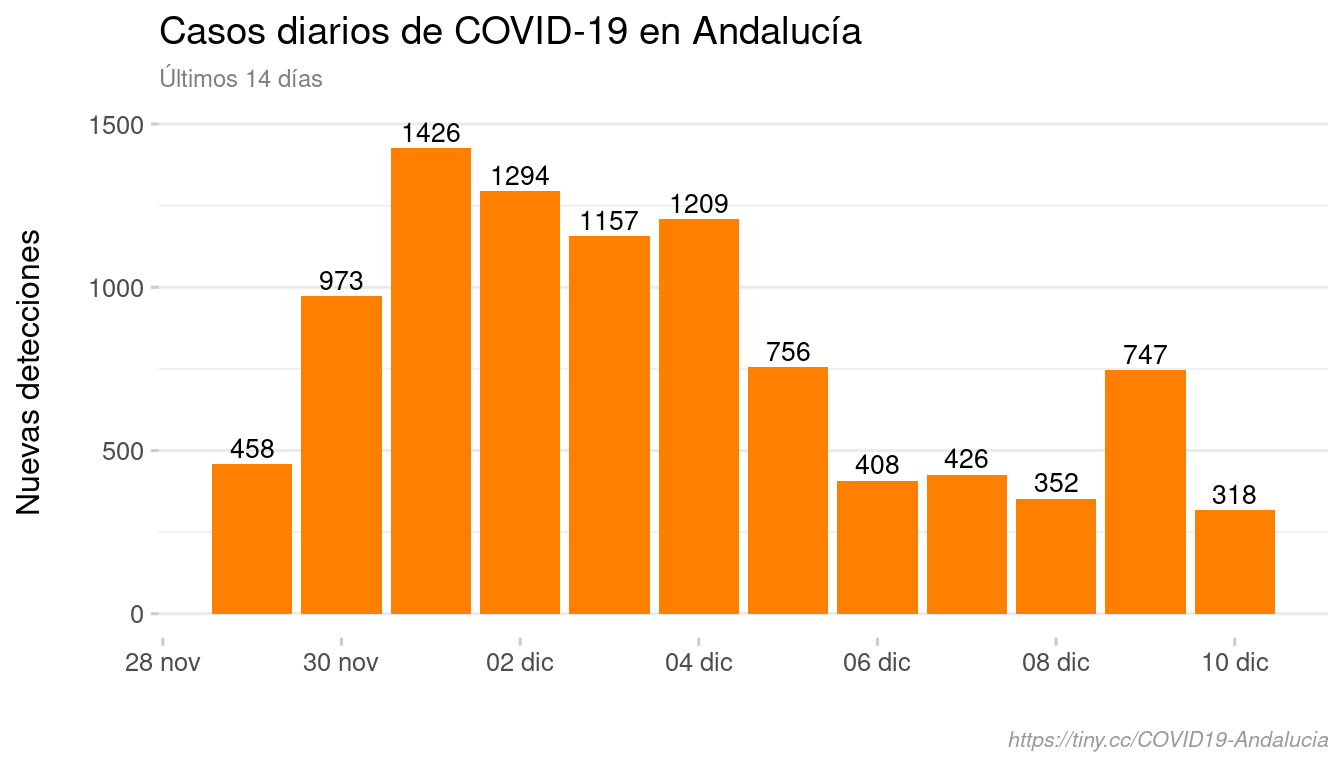 Casos diarios de COVID-19 en Andalucía
Últimos 14 días
Nuevas detecciones
1500
1000
500
0
458
973
1426
1294
1157
1209
756
408
426
352
747
318
28 nov
30 nov
02 dic
04 dic
06 dic
08 dic
10 dic
https://tiny.cc/COVID19-Andalucia